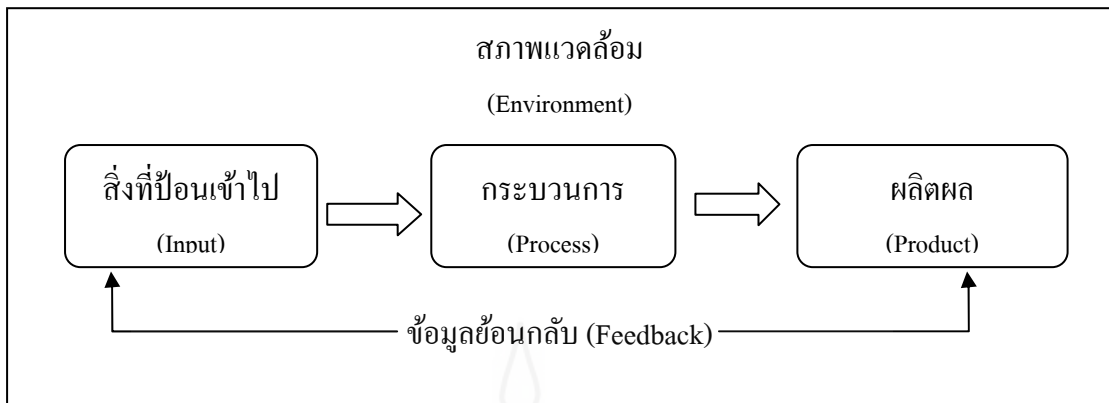 สภาพแวดล้อม
(Environment)
สิ่งที่ป้อนเข้าไป
(Input)
กระบวนการ
(Process)
ผลิตผล
(Product)
ข้อมูลย้อนกลับ (Feedback)